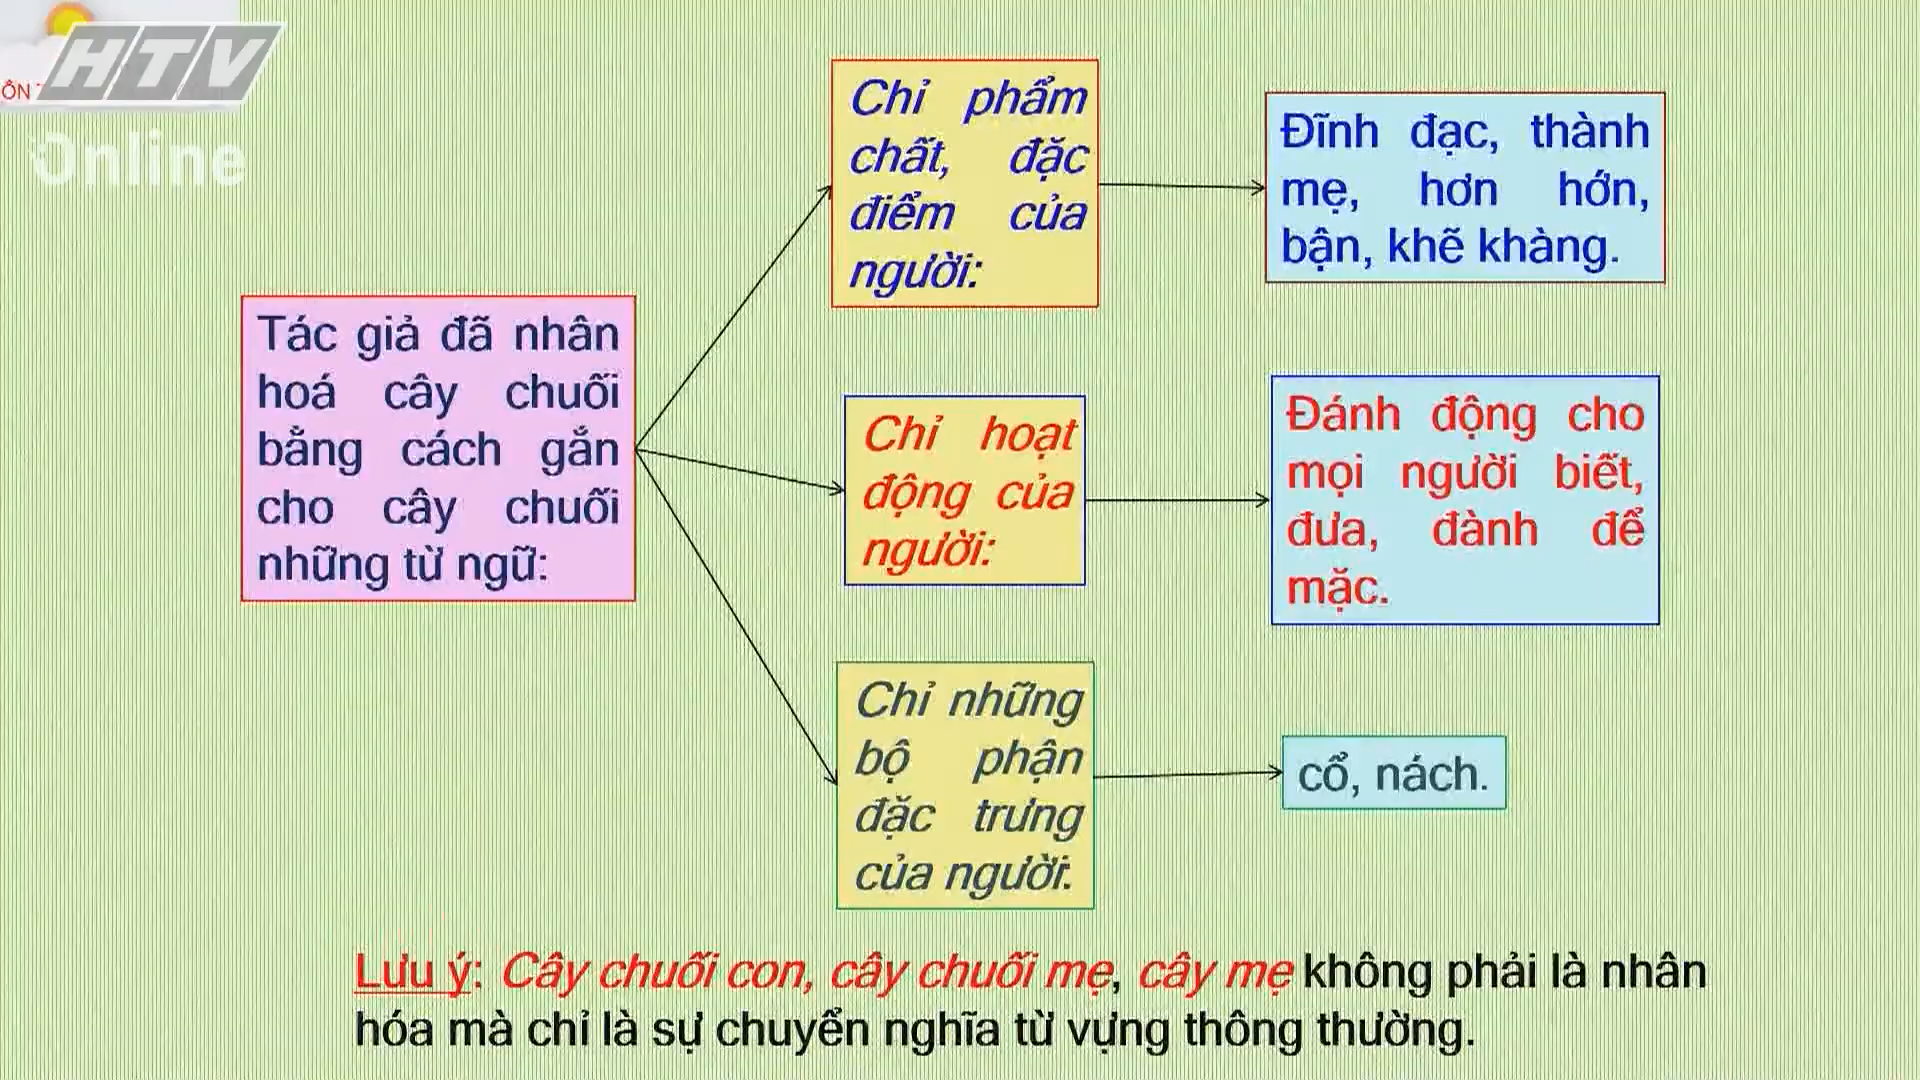 HTV
Online
ÔN
Chỉ phẩm
chất, đặc
điểm của
người:
Đĩnh đạc, thành
mẹ, hơn hớn,
bận, khẽ khàng.
Tác giả đã nhân
hoá cây chuối
bằng cách gắn
cho cây chuối
những từ ngữ:
Chỉ hoạt
động của
người:
Đánh động cho
mọi người biết,
đưa, đành để
mặc.
Chỉ những
bộ phận
đặc trưng
của người:
cổ, nách.
Lưu ý: Cây chuối con, cây chuối mẹ, cây mẹ không phải là nhân
hóa mà chỉ là sự chuyển nghĩa từ vựng thông thường.